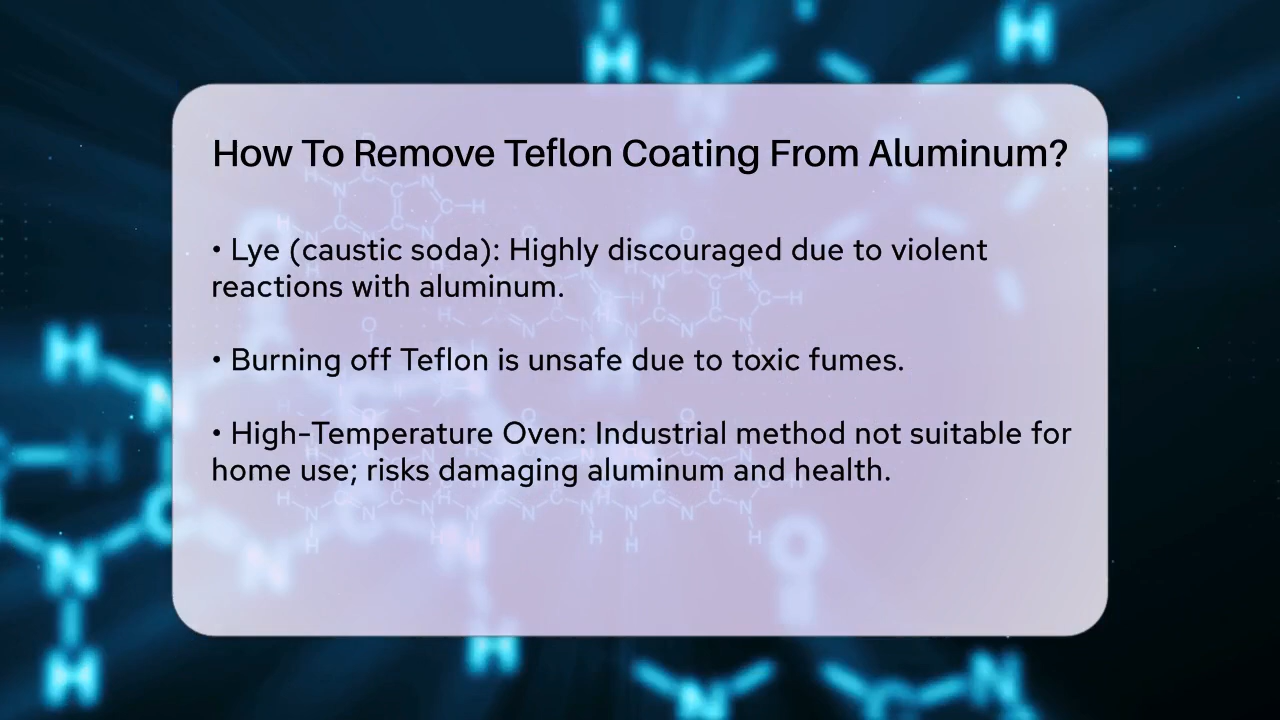 How To Remove Teflon Coating From Aluminum?
• Lye (caustic soda): Highly discouraged due to violent
reactions with aluminum.
• Burning off Teflon is unsafe due to toxic fumes.
• High-Temperature Oven: Industrial method not suitable for
home use; risks damaging aluminum and health.